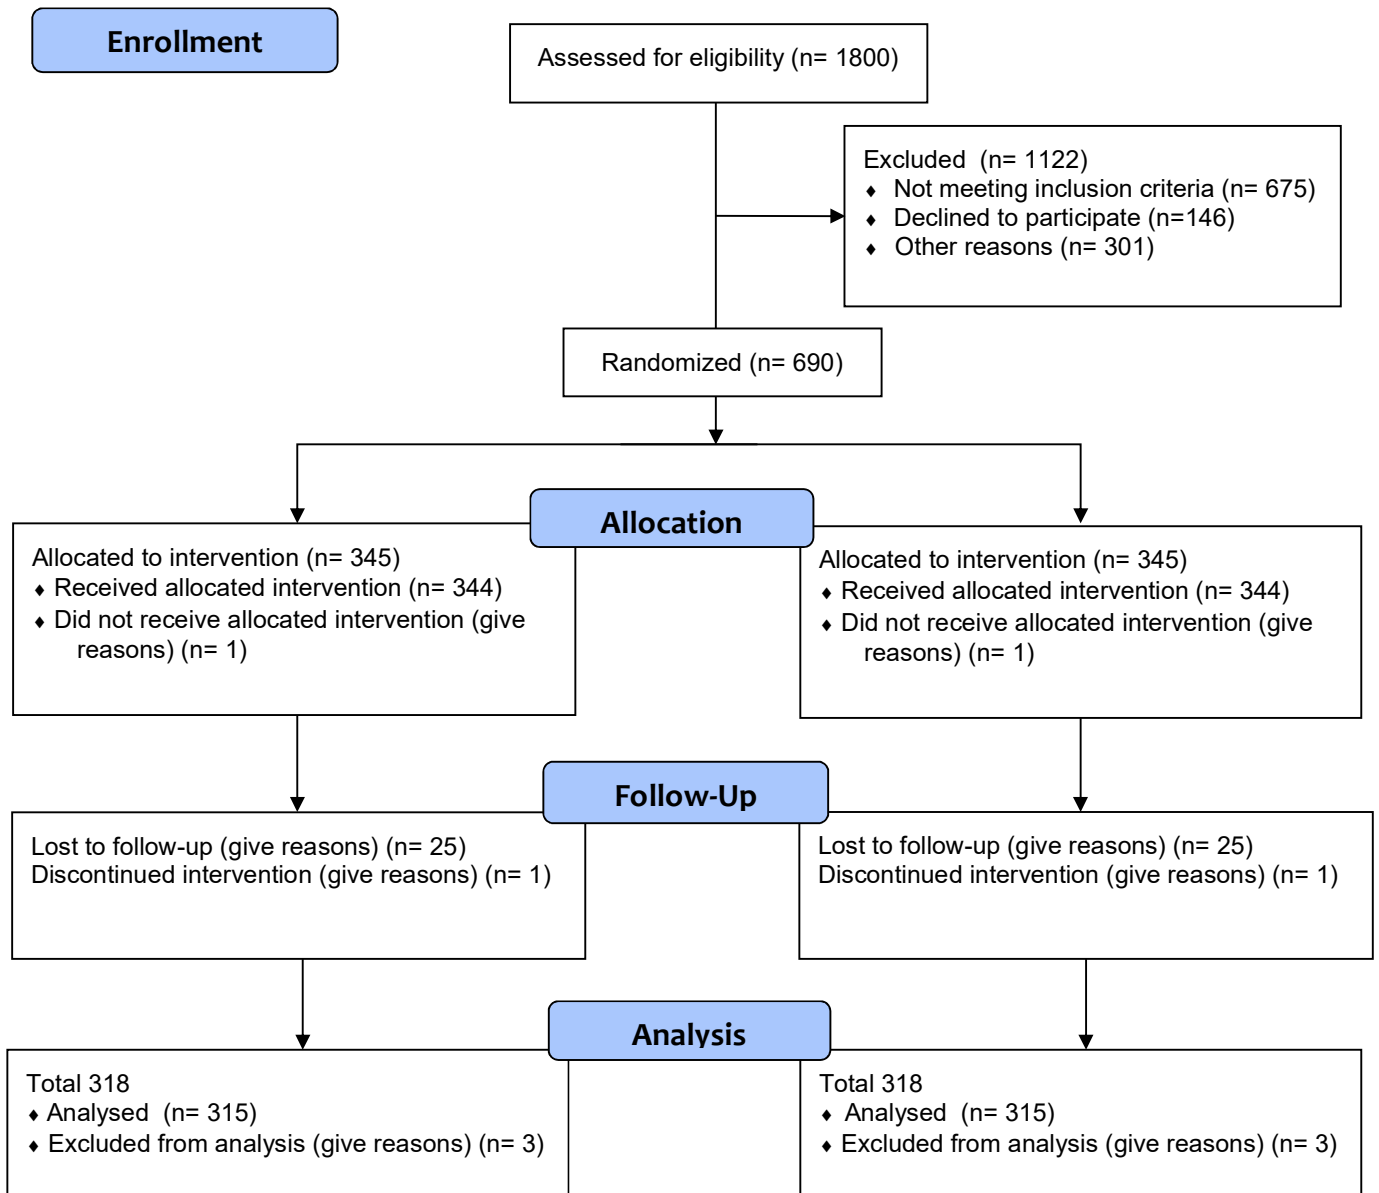 Enrollment
Assessed for eligibility (n= 1800)
Excluded  (n= 1122)
♦ Not meeting inclusion criteria (n= 675)
♦ Declined to participate (n=146)
♦ Other reasons (n= 301)
Randomized (n= 690)
Allocation
Allocated to intervention (n= 345)
♦ Received allocated intervention (n= 344)
♦ Did not receive allocated intervention (give
reasons) (n= 1)
Allocated to intervention (n= 345)
♦ Received allocated intervention (n= 344)
♦ Did not receive allocated intervention (give
reasons) (n= 1)
Follow-Up
Lost to follow-up (give reasons) (n= 25)
Discontinued intervention (give reasons) (n= 1)
Lost to follow-up (give reasons) (n= 25)
Discontinued intervention (give reasons) (n= 1)
Analysis
Total 318
♦ Analysed  (n= 315)
♦ Excluded from analysis (give reasons) (n= 3)
Total 318
♦ Analysed  (n= 315)
♦ Excluded from analysis (give reasons) (n= 3)